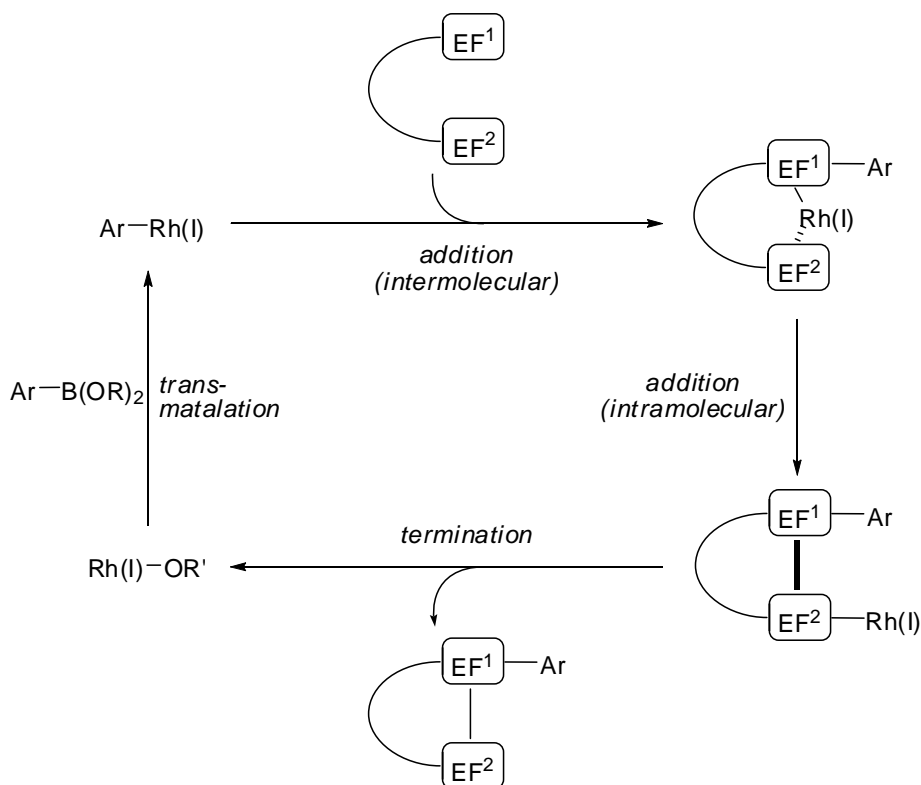 EF1
EF2
Ar—Rh(I)
addition
(intermolecular)
EF1—Ar
Rh(I)
EF2
Ar—B(OR)2
trans-
matalation
addition
(intramolecular)
EF1—Ar
EF2—Rh(I)
termination
Rh(I)—OR'
EF1—Ar
EF2